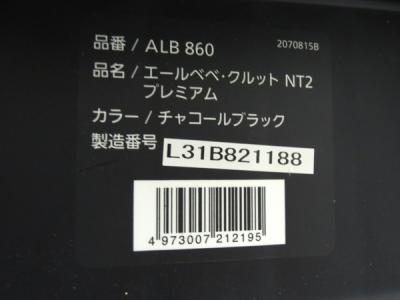 品番 / ALB 860
2070815B
品名 / エールベベ・クルット NT2
プレミアム
カラー / チャコールブラック
製造番号
L31B821188
4 973007 212195